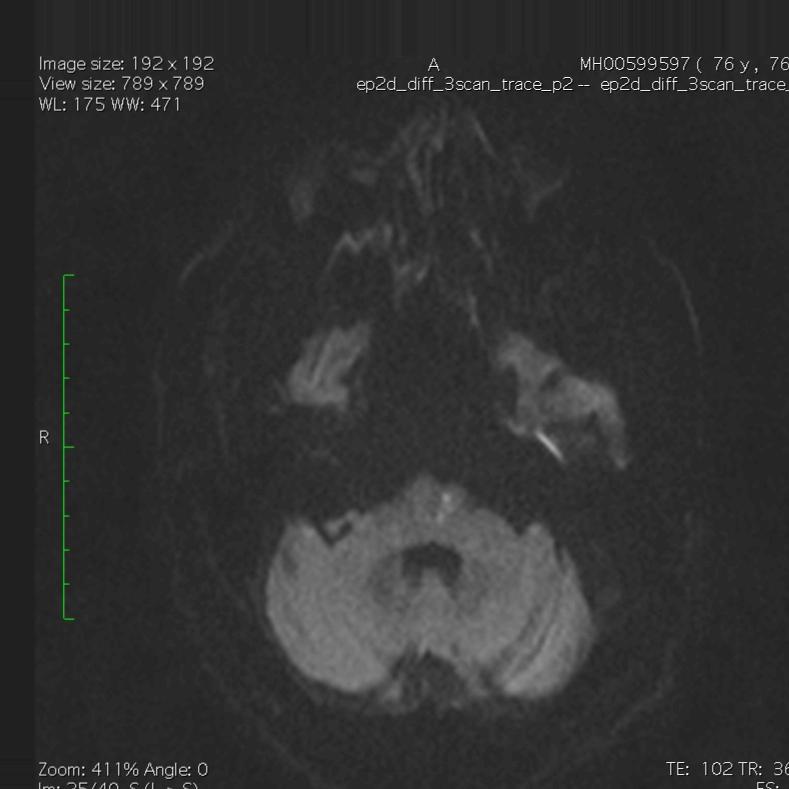 Image size: 192 x 192
View size: 789 x 789
WL: 175 WW: 471
A
MH00599597 ( 76 y , 76
ep2d_diff_3scan_trace_p2 -- ep2d_diff_3scan_trace_
R
Zoom: 411% Angle: 0
TE: 102 TR: 36